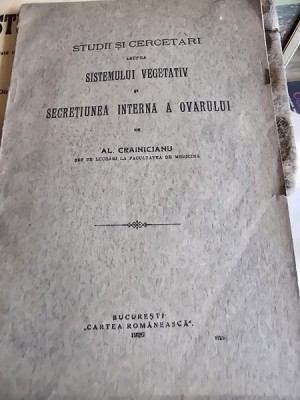 STUDII ȘI CERCETĂRI
ASUPRA
SISTEMULUI VEGETATIV
ȘI
SECREȚIUNEA INTERNA A OVARULUI
DE
AL. CRAINICIANU
ȘEF DE LUCRĂRI LA FACULTATEA DE MEDICINĂ
BUCUREȘTI
„CARTEA ROMÂNEASCĂ".